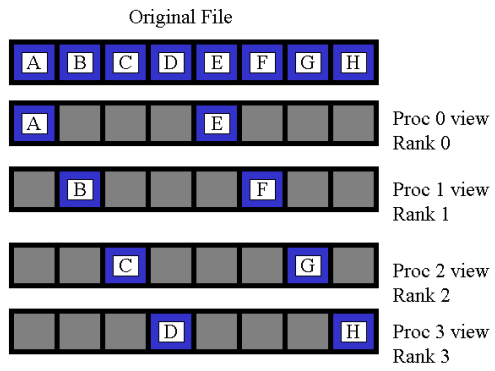 Original File
A B C D E F G H
A E Proc 0 view
Rank 0
B F Proc 1 view
Rank 1
C G Proc 2 view
Rank 2
D H Proc 3 view
Rank 3